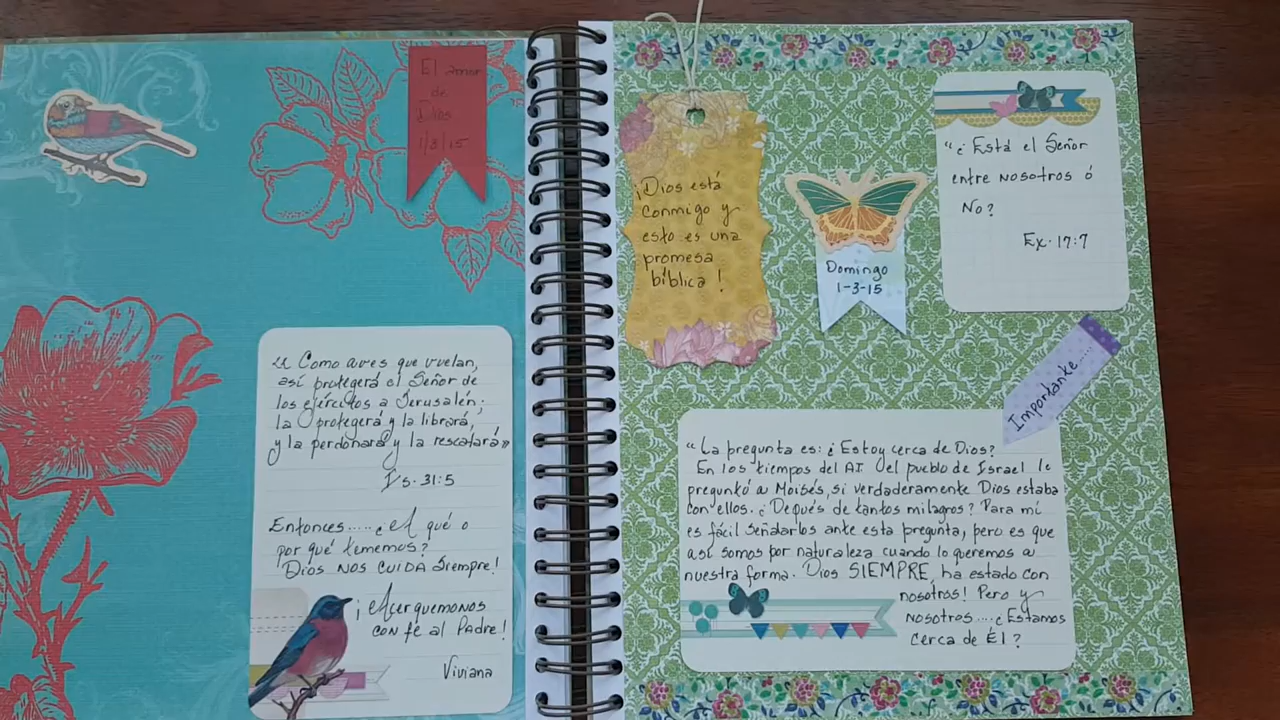 El amor
de
Dios
1/3/15
“ Como aves que vuelan,
así protegerá el Señor de
los ejércitos a Jerusalén;
la protegerá y la librará,
y la perdonará y la rescatará»
Is. 31:5
Entonces.....¿A qué o
por qué tememos?
Dios NOS CUIDA Siempre!
¡Acerquemonos
con fe al Padre!
Viviana
¡Dios está
conmigo y
esto es una
promesa
bíblica!
Domingo
1-3-15
“¿Está el Señor
entre nosotros ó
No?
Ex. 17:7
Importante.....
“La pregunta es: ¿Estoy cerca de Dios?
En los tiempos del AT el pueblo de Israel le
preguntó a Moisés, si verdaderamente Dios estaba
con ellos. ¿Depués de tantos milagros? Para mí
es fácil señalarlos ante esta pregunta, pero es que
así somos por naturaleza cuando lo queremos a
nuestra forma. Dios SIEMPRE, ha estado con
nosotros! Pero y
nosotros....¿Estamos
cerca de Él?